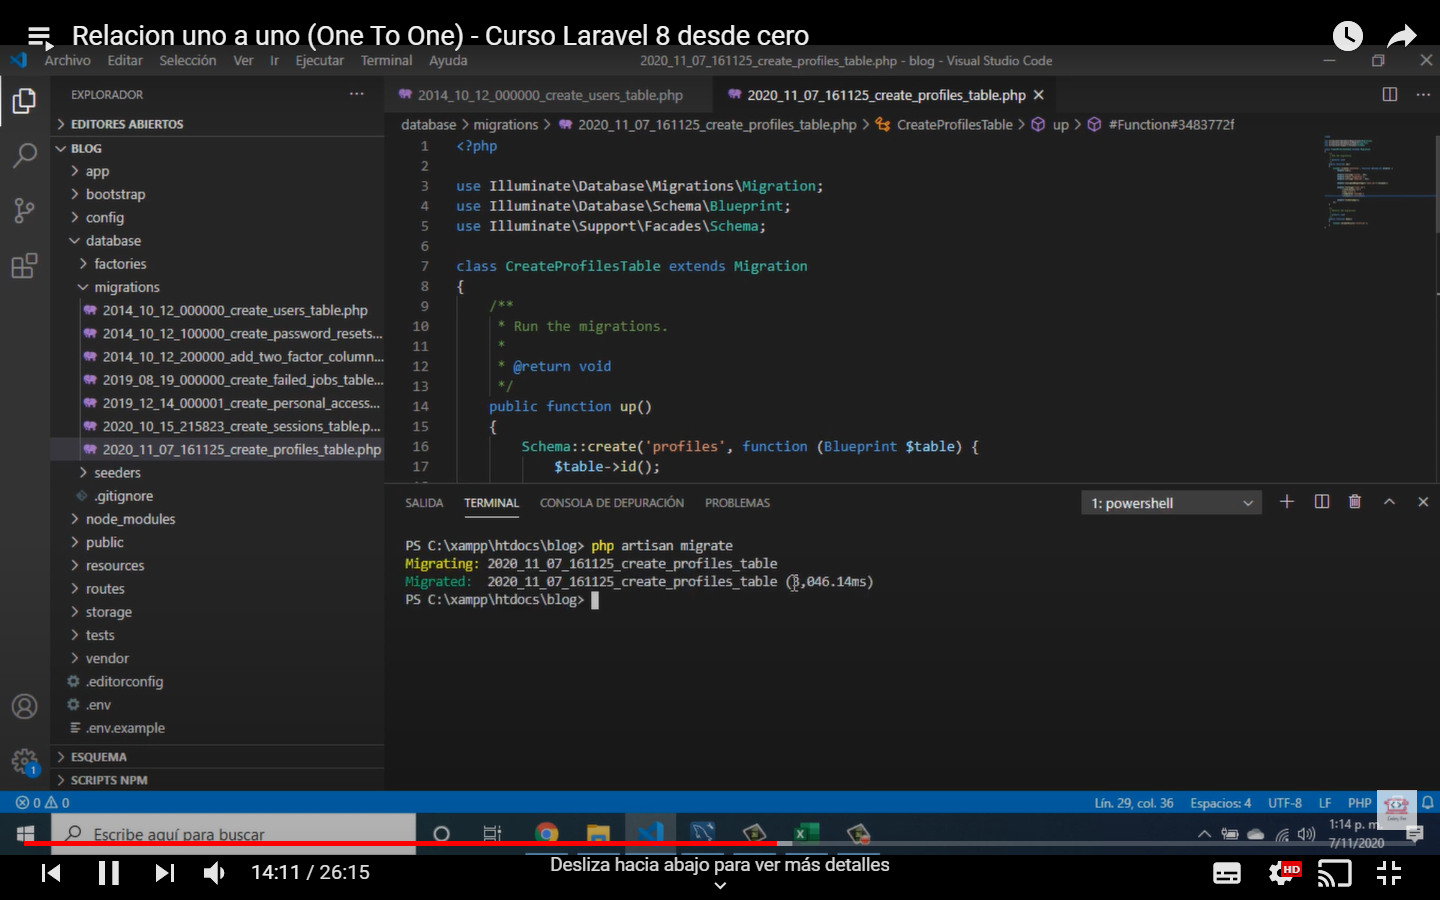 Relacion uno a uno (One To One) - Curso Laravel 8 desde cero
Archivo Editar Selección Ver Ir Ejecutar Terminal Ayuda
2020_11_07_161125_create_profiles_table.php - blog - Visual Studio Code
EXPLORADOR
EDITORES ABIERTOS
BLOG
app
bootstrap
config
database
factories
migrations
2014_10_12_000000_create_users_table.php
2014_10_12_100000_create_password_resets...
2014_10_12_200000_add_two_factor_column...
2019_08_19_000000_create_failed_jobs_table...
2019_12_14_000001_create_personal_access...
2020_10_15_215823_create_sessions_table.p...
2020_11_07_161125_create_profiles_table.php
seeders
.gitignore
node_modules
public
resources
routes
storage
tests
vendor
.editorconfig
.env
.env.example
ESQUEMA
SCRIPTS NPM
2014_10_12_000000_create_users_table.php
2020_11_07_161125_create_profiles_table.php
database > migrations > 2020_11_07_161125_create_profiles_table.php > CreateProfilesTable > up > #Function#3483772f
1 <?php
2
3 use Illuminate\Database\Migrations\Migration;
4 use Illuminate\Database\Schema\Blueprint;
5 use Illuminate\Support\Facades\Schema;
6
7 class CreateProfilesTable extends Migration
8 {
9 /**
10 * Run the migrations.
11 *
12 * @return void
13 */
14 public function up()
15 {
16 Schema::create('profiles', function (Blueprint $table) {
17 $table->id();
SALIDA TERMINAL CONSOLA DE DEPURACIÓN PROBLEMAS
1: powershell
PS C:\xampp\htdocs\blog> php artisan migrate
Migrating: 2020_11_07_161125_create_profiles_table
Migrated: 2020_11_07_161125_create_profiles_table (3,046.14ms)
PS C:\xampp\htdocs\blog>
1
0 0
Lín. 29, col. 36 Espacios: 4 UTF-8 LF PHP
Escribe aquí para buscar
1:14 p. m.
7/11/2020
14:11 / 26:15
Desliza hacia abajo para ver más detalles
HD